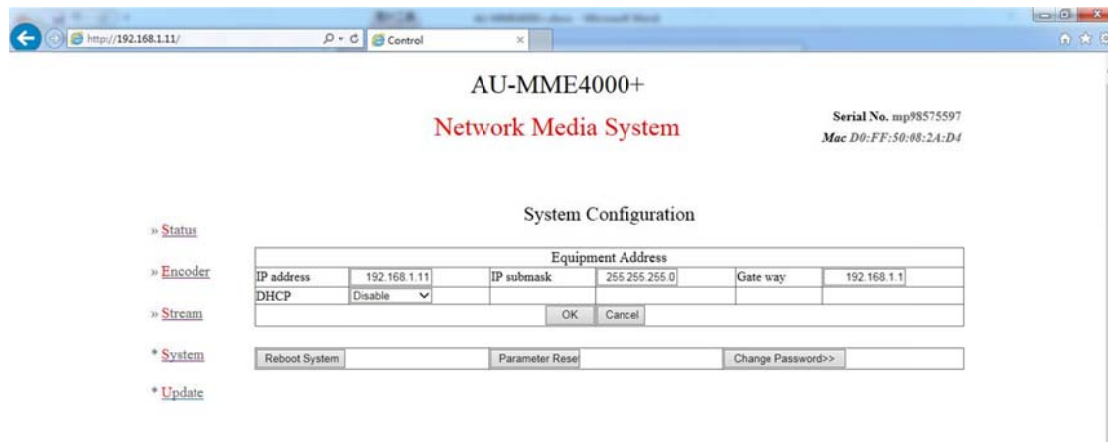 http://192.168.1.11/
Control
AU-MME4000+
Network Media System
Serial No. mp98575597
Mac D0:FF:50:08:2A:D4
System Configuration
» Status
» Encoder
» Stream
* System
* Update
Equipment Address
IP address 192.168.1.11 IP submask 255.255.255.0 Gate way 192.168.1.1
DHCP Disable
OK Cancel
Reboot System Parameter Rese Change Password>>